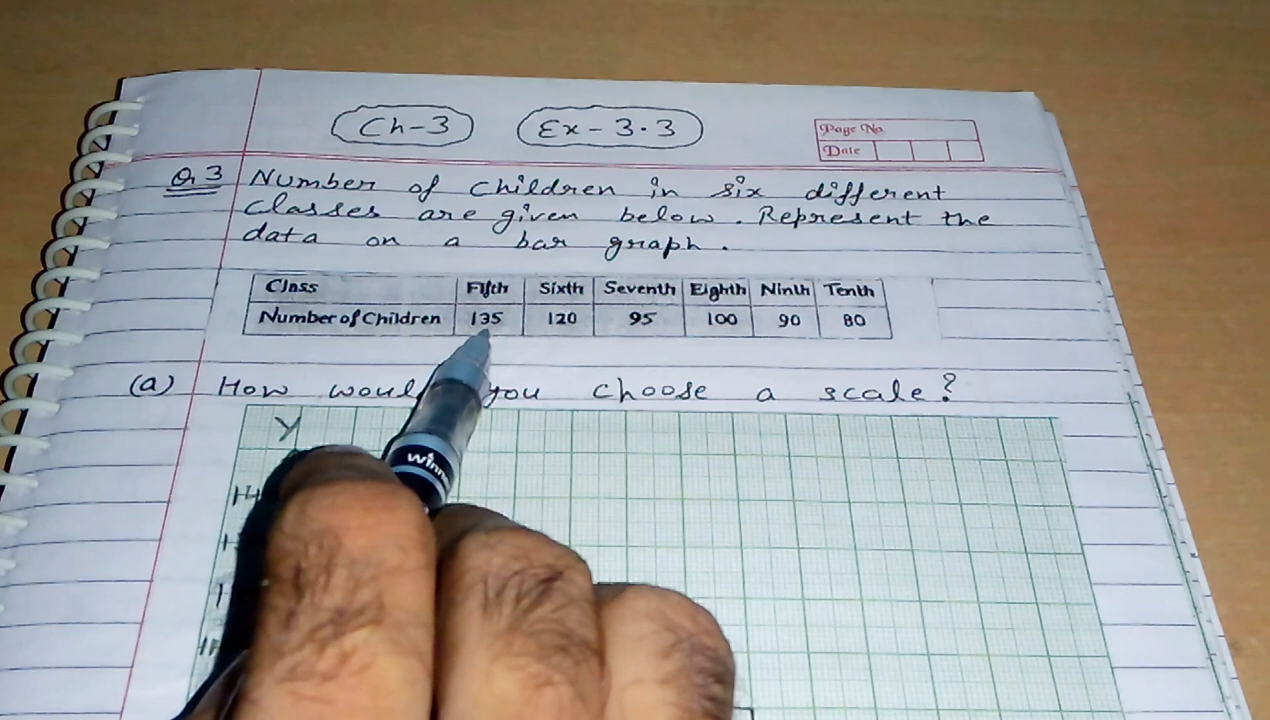 Ch-3 Ex-3.3
Page No.
Date
Q.3 Number of children in six different
classes are given below. Represent the
data on a bar graph.
Class Fifth Sixth Seventh Eighth Ninth Tenth
Number of Children 135 120 95 100 90 80
(a) How would you choose a scale?
Y